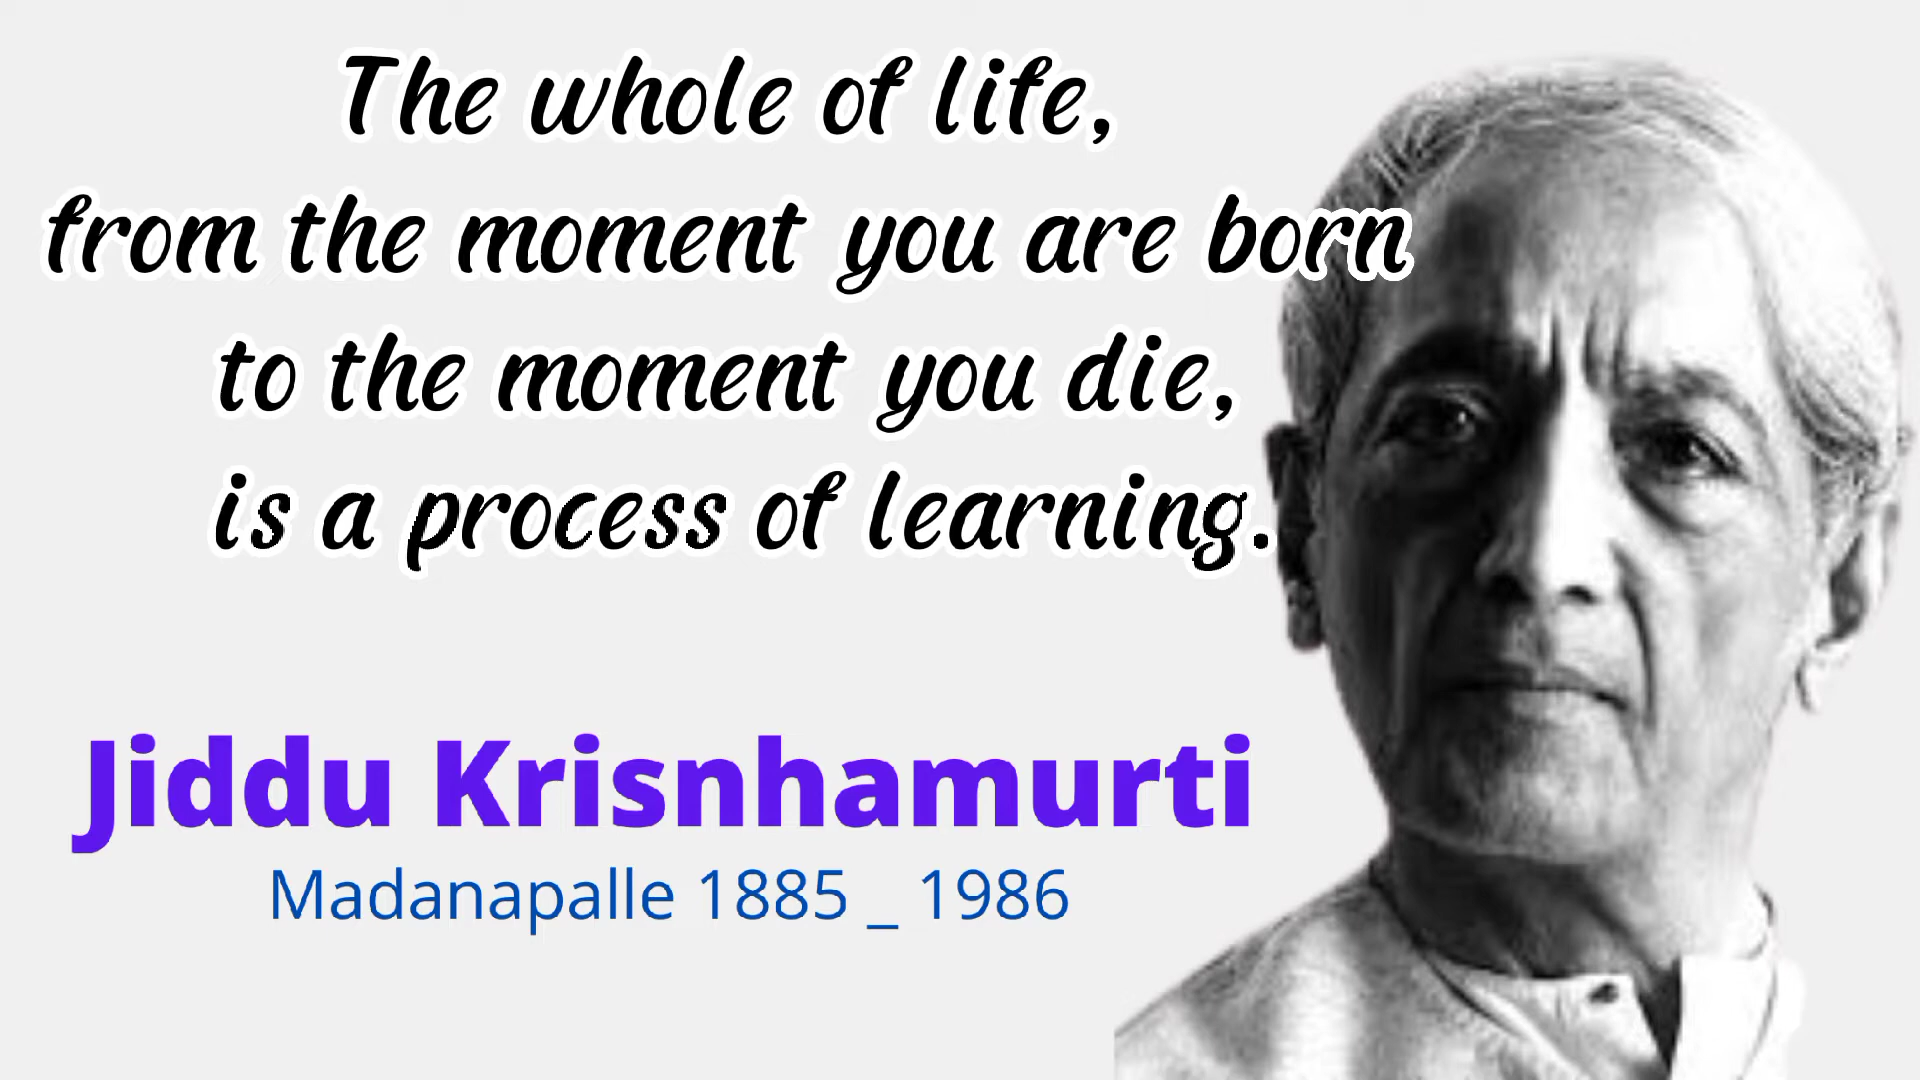 The whole of life,
from the moment you are born
to the moment you die,
is a process of learning.
Jiddu Krisnhamurti
Madanapalle 1885 _ 1986